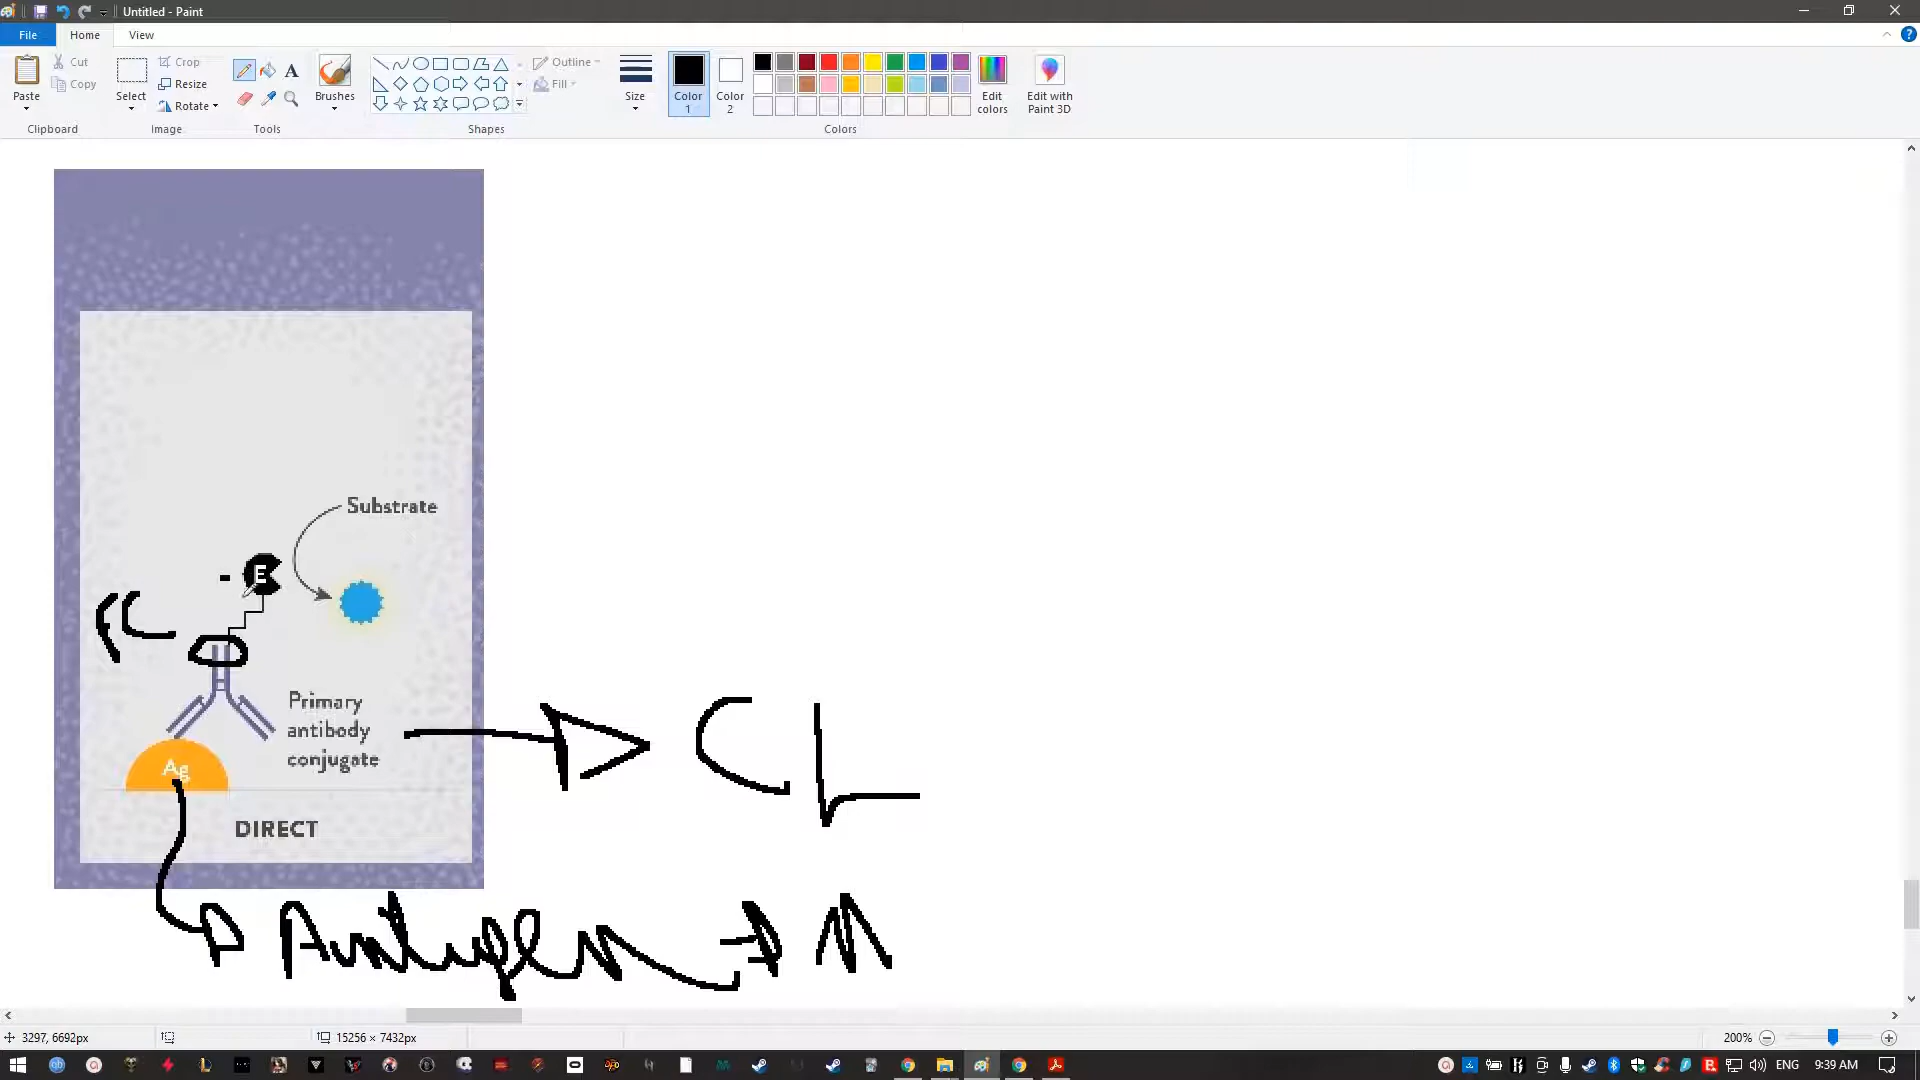 Untitled - Paint
File Home View
Cut
Copy
Paste
Clipboard
Select
Crop
Resize
Rotate
Image
A
Tools
Brushes
Outline
Fill
Shapes
Size
Color 1
Color 2
Edit colors
Edit with Paint 3D
Colors
Substrate
E
FC
Primary
antibody
conjugate
CL
Ag
DIRECT
Antigen M
3297, 6692px
15256 × 7432px
200%
ENG
9:39 AM